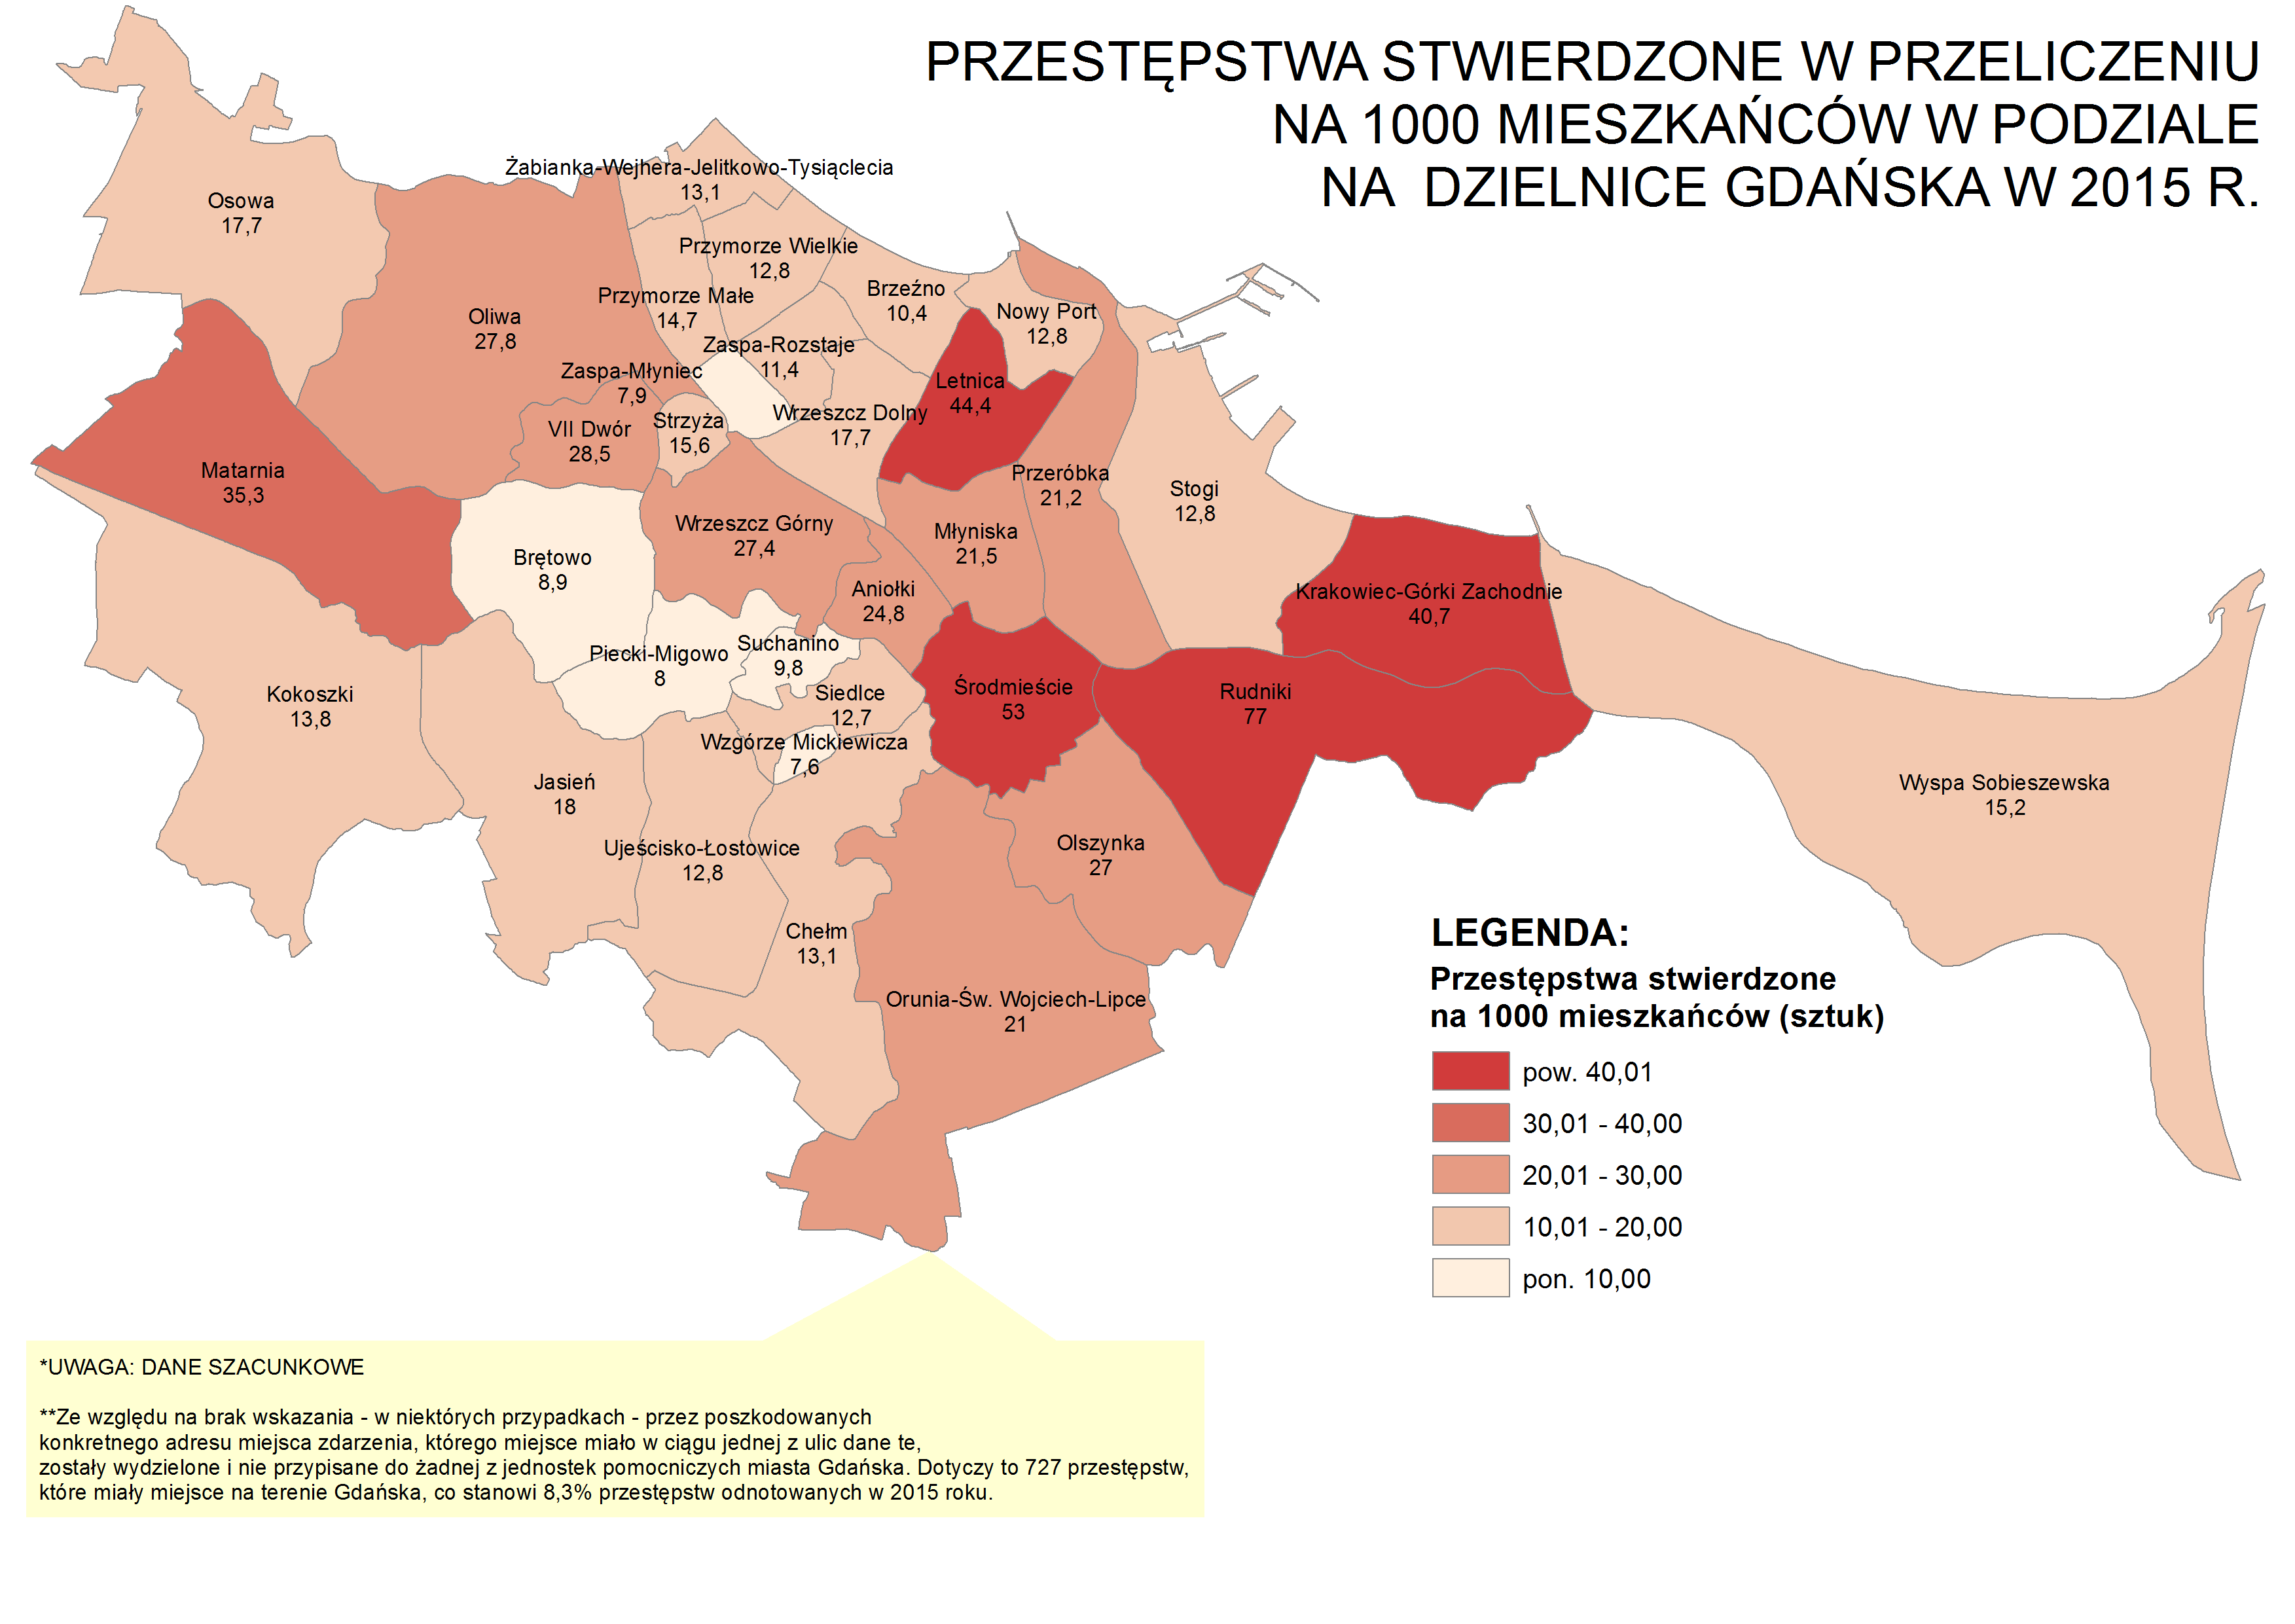 PRZESTĘPSTWA STWIERDZONE W PRZELICZENIU
NA 1000 MIESZKAŃCÓW W PODZIALE
NA DZIELNICE GDAŃSKA W 2015 R.
Żabianka-Wejhera-Jelitkowo-Tysiąclecia
13,1
Osowa
17,7
Przymorze Wielkie
12,8
Przymorze Małe
14,7
Brzeźno
10,4
Nowy Port
12,8
Oliwa
27,8
Zaspa-Rozstaje
11,4
Zaspa-Młyniec
7,9
Letnica
44,4
VII Dwór
28,5
Strzyża
15,6
Wrzeszcz Dolny
17,7
Matarnia
35,3
Przeróbka
21,2
Stogi
12,8
Wrzeszcz Górny
27,4
Młyniska
21,5
Brętowo
8,9
Aniołki
24,8
Krakowiec-Górki Zachodnie
40,7
Piecki-Migowo
8
Suchanino
9,8
Kokoszki
13,8
Siedlce
12,7
Środmieście
53
Rudniki
77
Wzgórze Mickiewicza
7,6
Jasień
18
Wyspa Sobieszewska
15,2
Ujeścisko-Łostowice
12,8
Olszynka
27
Chełm
13,1
Orunia-Św. Wojciech-Lipce
21
LEGENDA:
Przestępstwa stwierdzone
na 1000 mieszkańców (sztuk)
pow. 40,01
30,01 - 40,00
20,01 - 30,00
10,01 - 20,00
pon. 10,00
*UWAGA: DANE SZACUNKOWE
**Ze względu na brak wskazania - w niektórych przypadkach - przez poszkodowanych
konkretnego adresu miejsca zdarzenia, którego miejsce miało w ciągu jednej z ulic dane te,
zostały wydzielone i nie przypisane do żadnej z jednostek pomocniczych miasta Gdańska. Dotyczy to 727 przestępstw,
które miały miejsce na terenie Gdańska, co stanowi 8,3% przestępstw odnotowanych w 2015 roku.